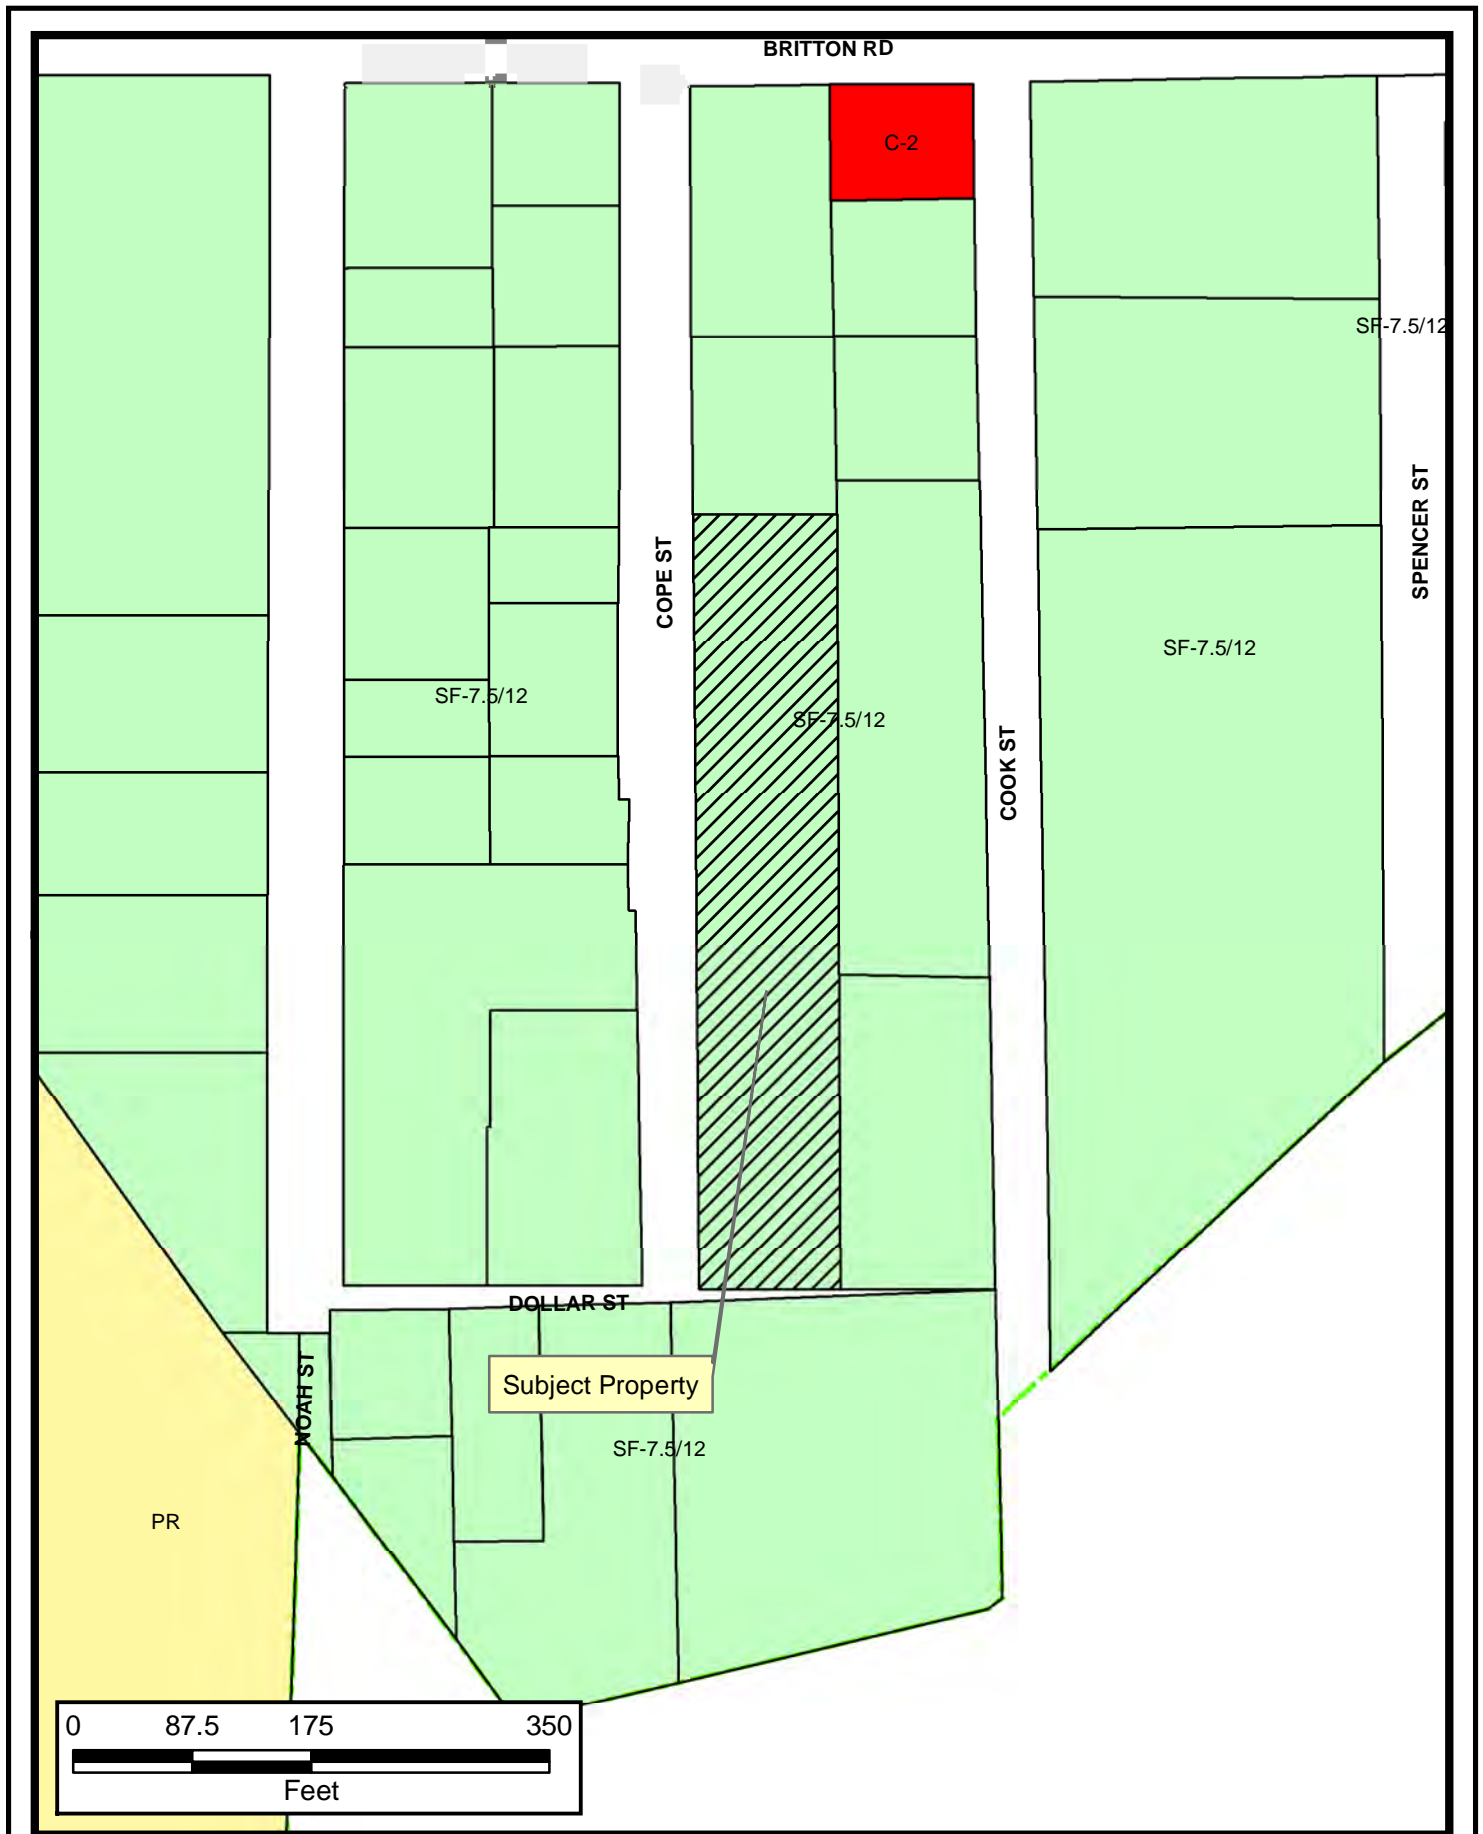 BRITTON RD
C-2
SF-7.5/12
SPENCER ST
COPE ST
SF-7.5/12
SF-7.5/12
SF-7.5/12
COOK ST
DOLLAR ST
NOAH ST
Subject Property
SF-7.5/12
PR
0 87.5 175 350
Feet